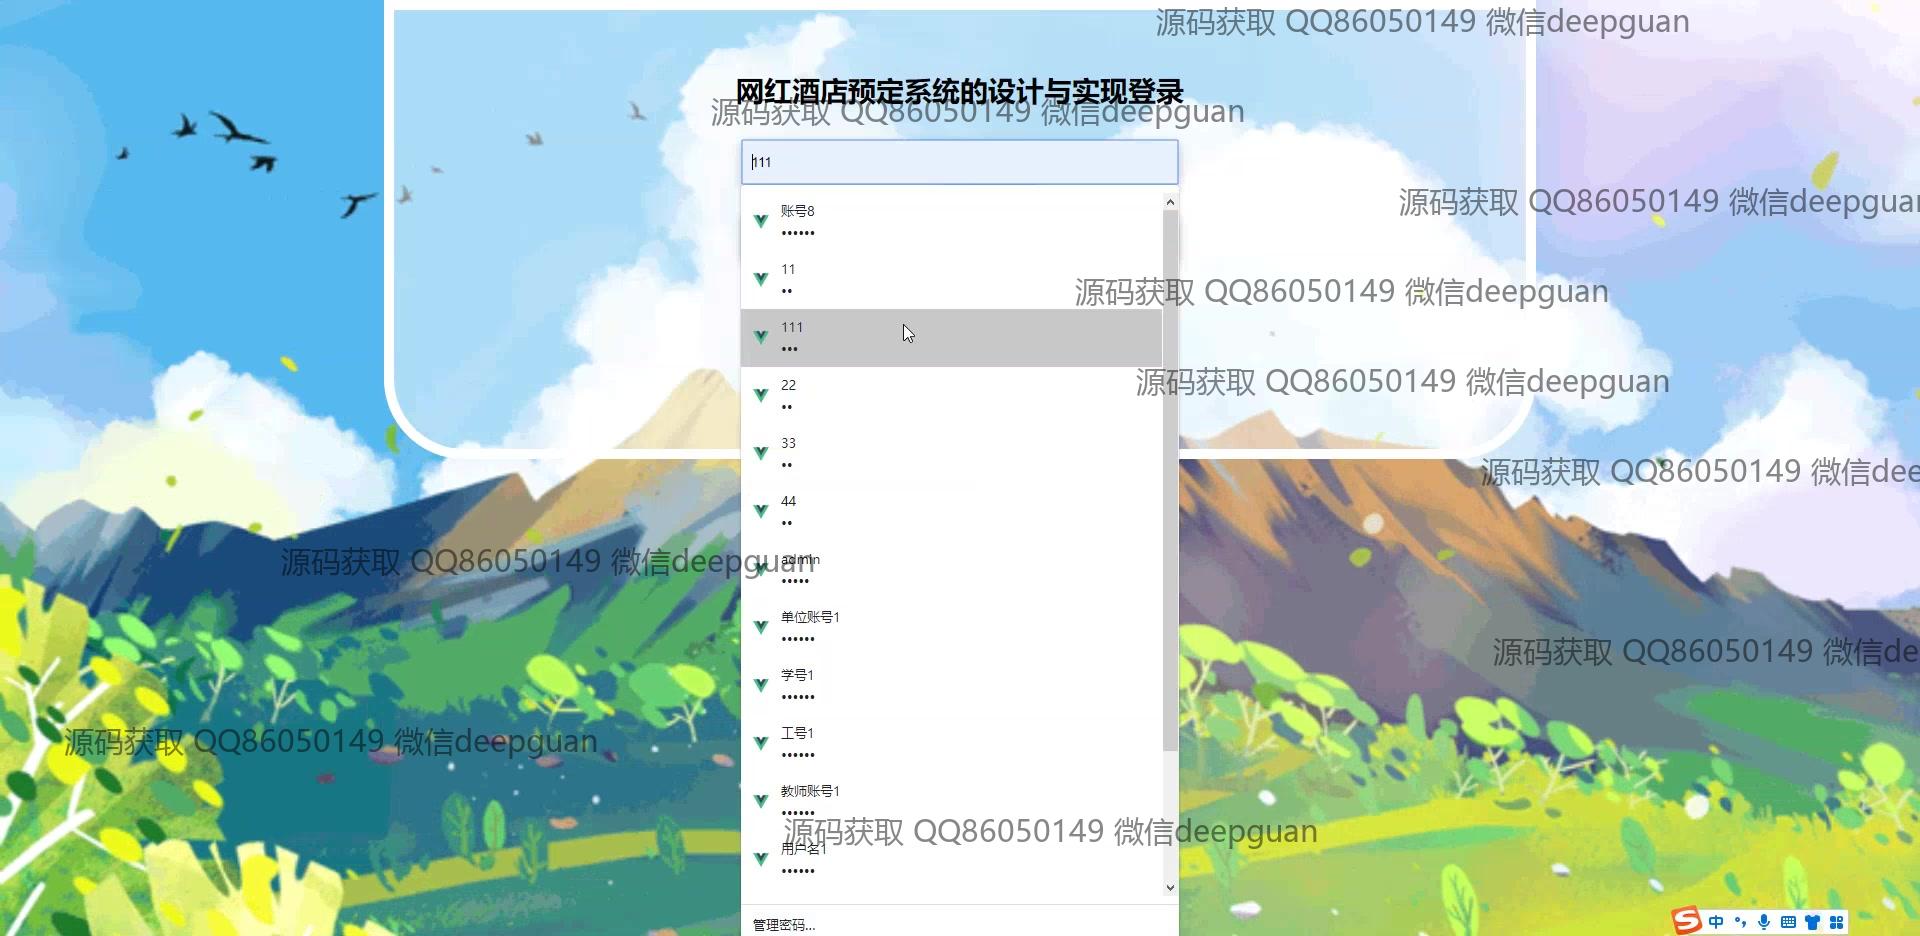 源码获取 QQ86050149 微信deepguan
网红酒店预定系统的设计与实现登录
源码获取 QQ86050149 微信deepguan
111
源码获取 QQ86050149 微信deepguan
账号8
••••••
11
••
源码获取 QQ86050149 微信deepguan
111
•••
源码获取 QQ86050149 微信deepguan
22
••
33
••
源码获取 QQ86050149 微信dee
44
••
源码获取 QQ86050149 微信deepguan
admin
•••••
单位账号1
••••••
源码获取 QQ86050149 微信de
学号1
••••••
工号1
••••••
源码获取 QQ86050149 微信deepguan
教师账号1
••••••
源码获取 QQ86050149 微信deepguan
用户名1
••••••
管理密码...
中